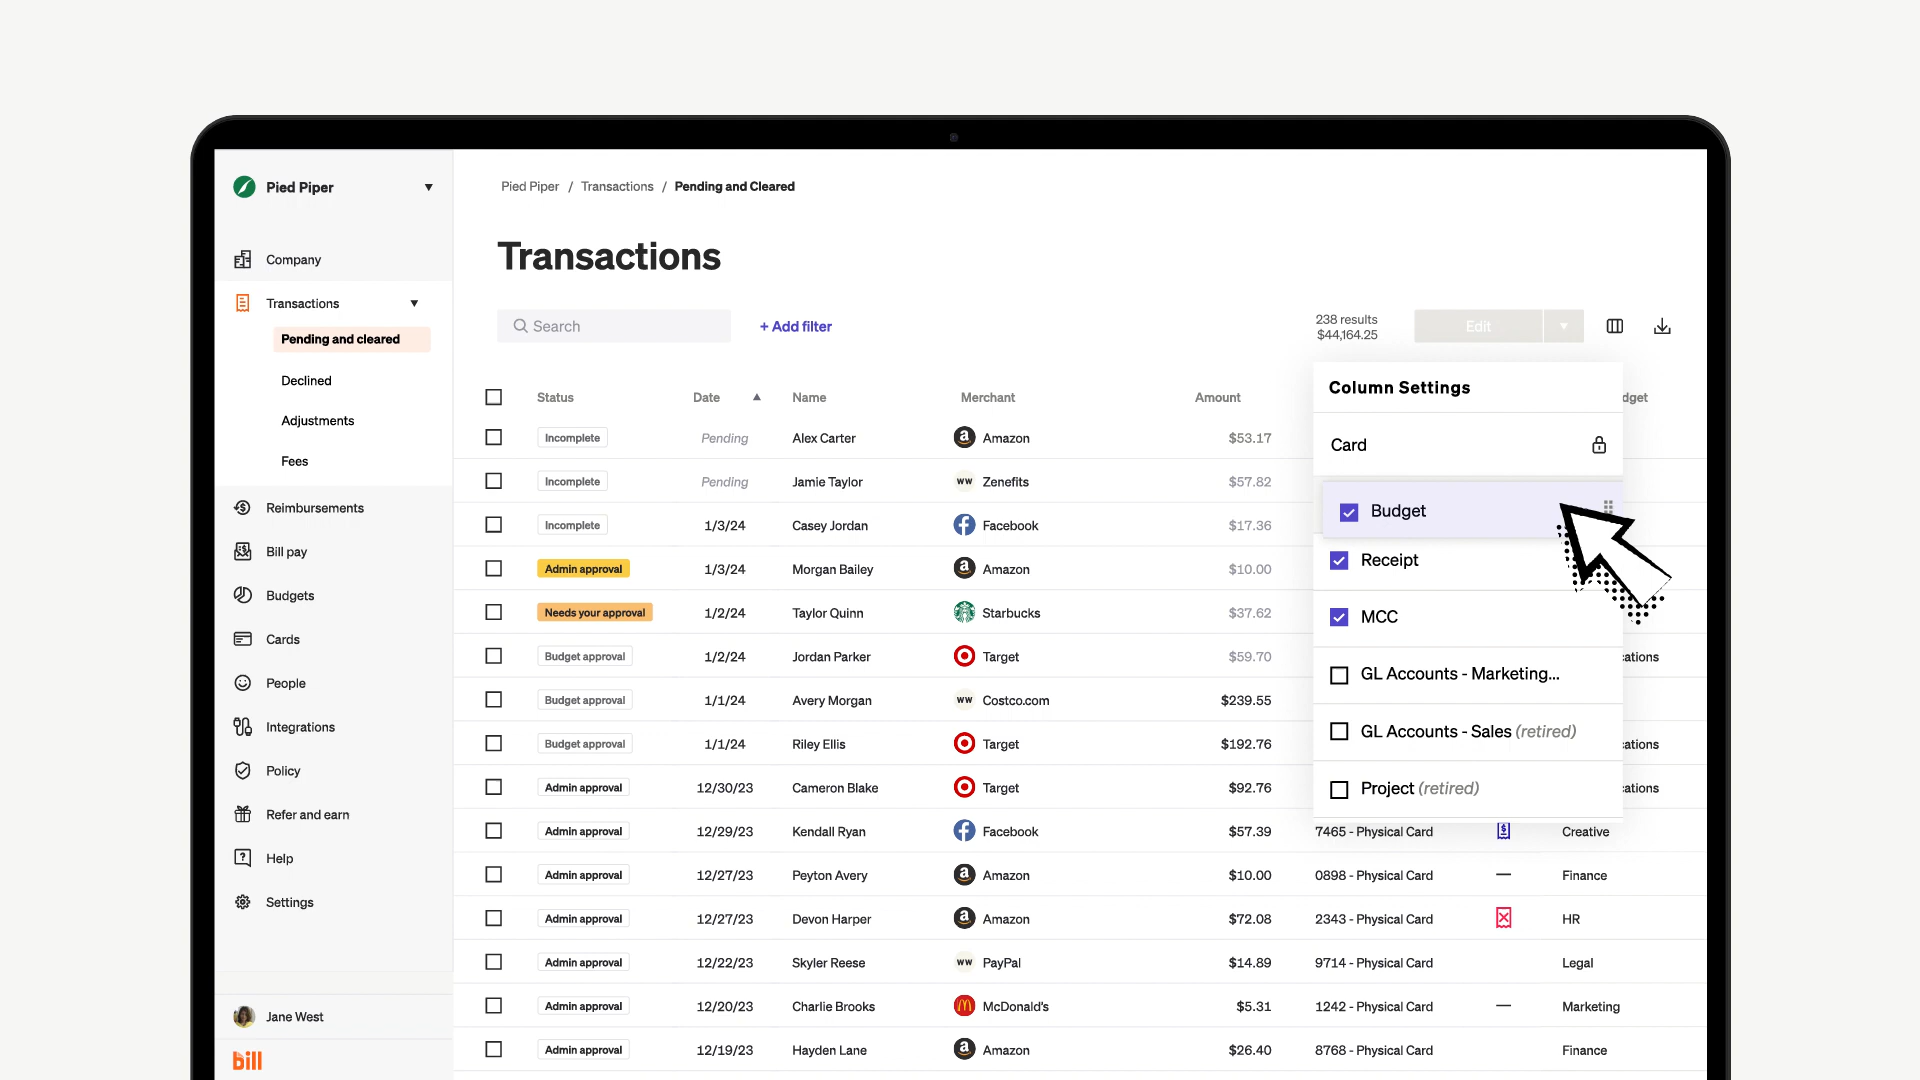 Pied Piper
Company
Transactions
Pending and cleared
Declined
Adjustments
Fees
Reimbursements
Bill pay
Budgets
Cards
People
Integrations
Policy
Refer and earn
Help
Settings
Jane West
bill
Pied Piper / Transactions / Pending and Cleared
Transactions
Search
+ Add filter
238 results
$44,164.25
Edit
Status Date Name Merchant Amount dget
Incomplete Pending Alex Carter Amazon $53.17
Incomplete Pending Jamie Taylor WW Zenefits $57.82
Incomplete 1/3/24 Casey Jordan Facebook $17.36
Admin approval 1/3/24 Morgan Bailey Amazon $10.00
Needs your approval 1/2/24 Taylor Quinn Starbucks $37.62
Budget approval 1/2/24 Jordan Parker Target $59.70 cations
Budget approval 1/1/24 Avery Morgan WW Costco.com $239.55
Budget approval 1/1/24 Riley Ellis Target $192.76 cations
Admin approval 12/30/23 Cameron Blake Target $92.76 cations
Admin approval 12/29/23 Kendall Ryan Facebook $57.39 7465 - Physical Card Creative
Admin approval 12/27/23 Peyton Avery Amazon $10.00 0898 - Physical Card — Finance
Admin approval 12/27/23 Devon Harper Amazon $72.08 2343 - Physical Card HR
Admin approval 12/22/23 Skyler Reese WW PayPal $14.89 9714 - Physical Card Legal
Admin approval 12/20/23 Charlie Brooks McDonald's $5.31 1242 - Physical Card — Marketing
Admin approval 12/19/23 Hayden Lane Amazon $26.40 8768 - Physical Card Finance
Column Settings
Card
Budget
Receipt
MCC
GL Accounts - Marketing...
GL Accounts - Sales (retired)
Project (retired)